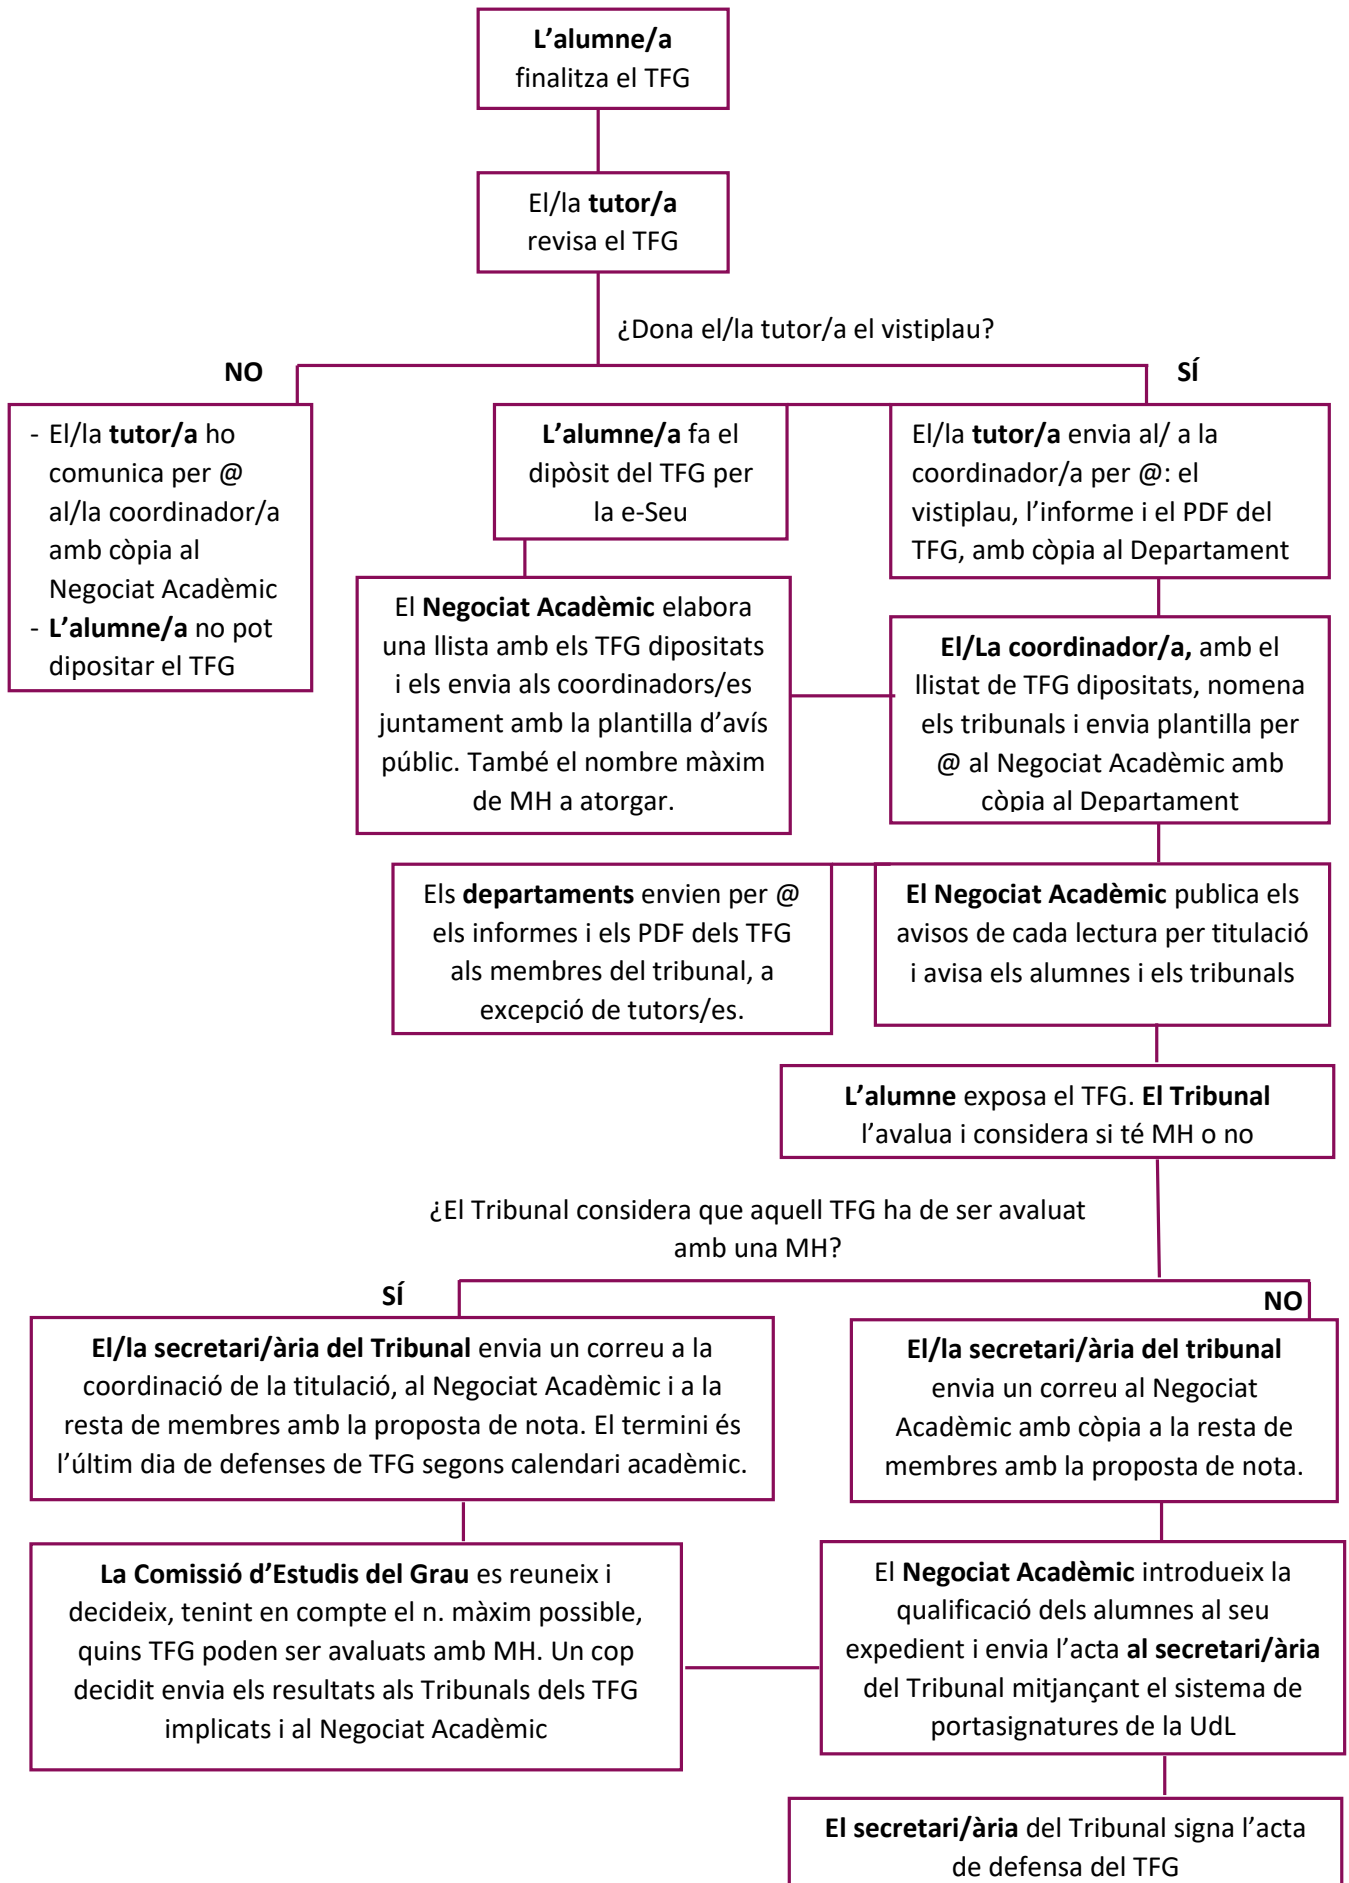 L’alumne/a
finalitza el TFG
El/la tutor/a
revisa el TFG
¿Dona el/la tutor/a el vistiplau?
NO
SÍ
- El/la tutor/a ho
comunica per @
al/la coordinador/a
amb còpia al
Negociat Acadèmic
- L’alumne/a no pot
dipositar el TFG
L’alumne/a fa el
dipòsit del TFG per
la e-Seu
El/la tutor/a envia al/ a la
coordinador/a per @: el
vistiplau, l’informe i el PDF del
TFG, amb còpia al Departament
El Negociat Acadèmic elabora
una llista amb els TFG dipositats
i els envia als coordinadors/es
juntament amb la plantilla d’avís
públic. També el nombre màxim
de MH a atorgar.
El/La coordinador/a, amb el
llistat de TFG dipositats, nomena
els tribunals i envia plantilla per
@ al Negociat Acadèmic amb
còpia al Departament
Els departaments envien per @
els informes i els PDF dels TFG
als membres del tribunal, a
excepció de tutors/es.
El Negociat Acadèmic publica els
avisos de cada lectura per titulació
i avisa els alumnes i els tribunals
L’alumne exposa el TFG. El Tribunal
l’avalua i considera si té MH o no
¿El Tribunal considera que aquell TFG ha de ser avaluat
amb una MH?
SÍ
NO
El/la secretari/ària del Tribunal envia un correu a la
coordinació de la titulació, al Negociat Acadèmic i a la
resta de membres amb la proposta de nota. El termini és
l’últim dia de defenses de TFG segons calendari acadèmic.
El/la secretari/ària del tribunal
envia un correu al Negociat
Acadèmic amb còpia a la resta de
membres amb la proposta de nota.
La Comissió d’Estudis del Grau es reuneix i
decideix, tenint en compte el n. màxim possible,
quins TFG poden ser avaluats amb MH. Un cop
decidit envia els resultats als Tribunals dels TFG
implicats i al Negociat Acadèmic
El Negociat Acadèmic introdueix la
qualificació dels alumnes al seu
expedient i envia l’acta al secretari/ària
del Tribunal mitjançant el sistema de
portasignatures de la UdL
El secretari/ària del Tribunal signa l’acta
de defensa del TFG